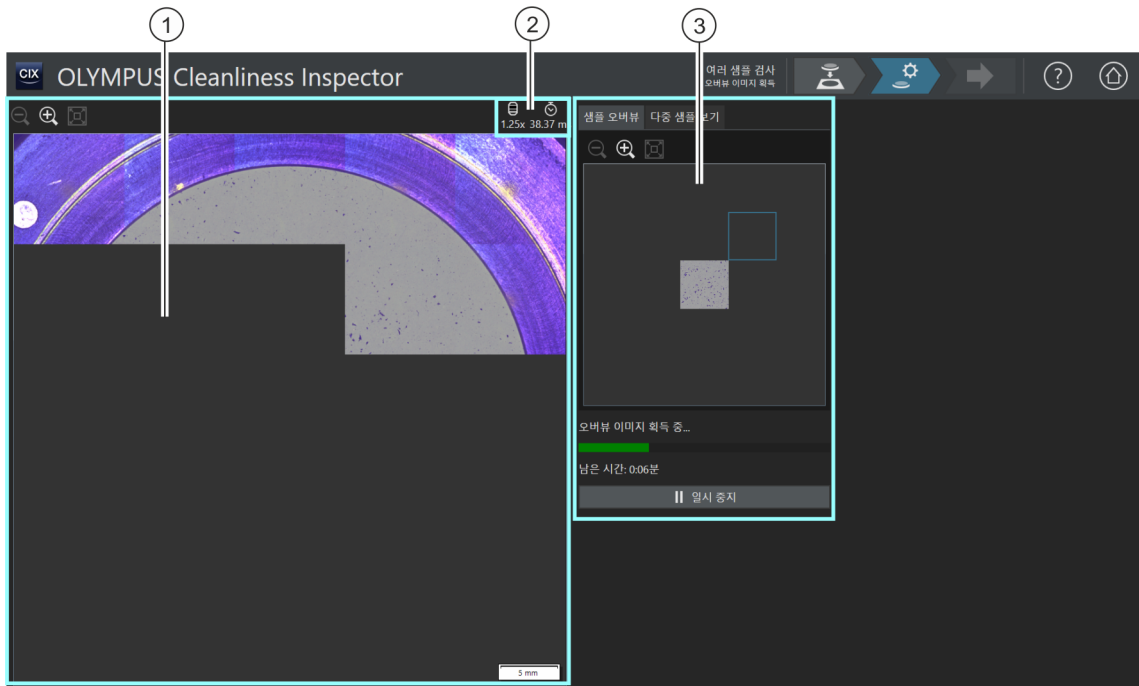 1
2
3
CIX
OLYMPUS Cleanliness Inspector
여러 샘플 검사
오버뷰 이미지 획득
?
1.25x 38.37 m
샘플 오버뷰
다중 샘플 보기
오버뷰 이미지 획득 중...
남은 시간: 0:06분
일시 중지
5 mm